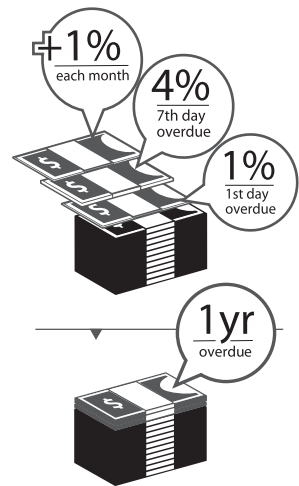 +1%
each month
4%
7th day
overdue
1%
1st day
overdue
$
$
$
1yr
overdue
$